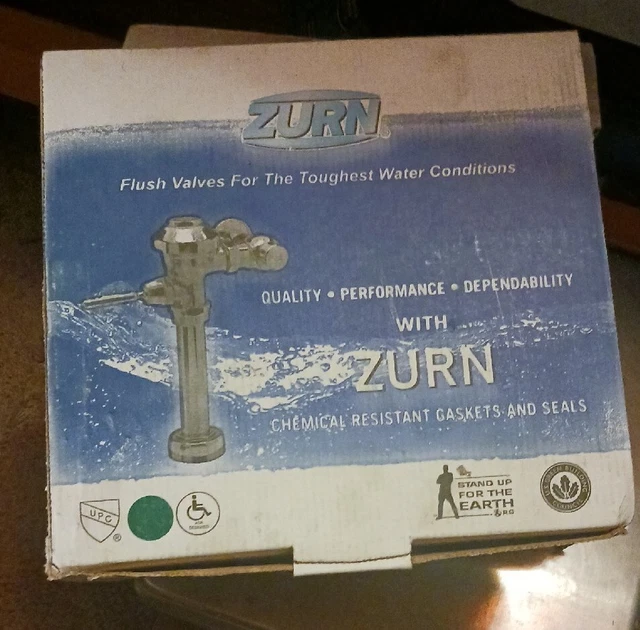 ZURN
Flush Valves For The Toughest Water Conditions
QUALITY • PERFORMANCE • DEPENDABILITY
WITH
ZURN
CHEMICAL RESISTANT GASKETS AND SEALS
UPC
®
STAND UP
FOR THE
EARTH
.ORG